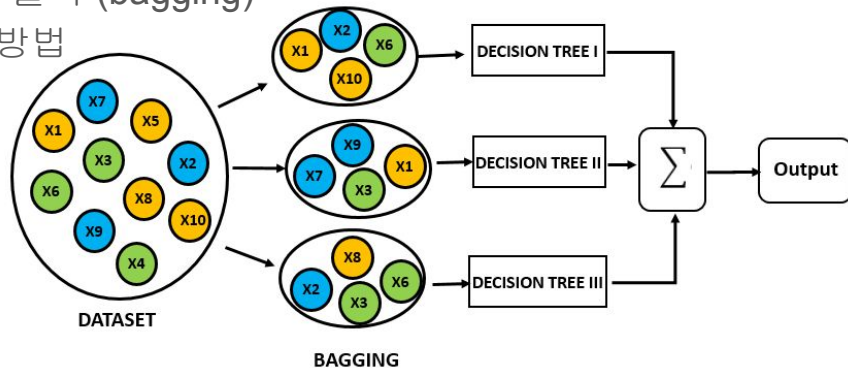 (bagging)
방법
X7
X1
X5
X3
X2
X6
X8
X10
X9
X4
DATASET
X2
X1
X6
X10
DECISION TREE I
X9
X1
X7
X3
DECISION TREE II
X8
X6
X2
X3
DECISION TREE III
BAGGING
∑
Output